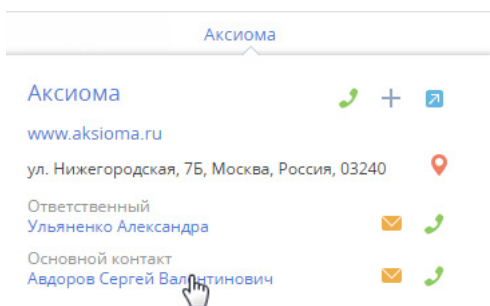 Аксиома
Аксиома
www.aksioma.ru
ул. Нижегородская, 7Б, Москва, Россия, 03240
Ответственный
Ульяненко Александра
Основной контакт
Авдоров Сергей Валентинович